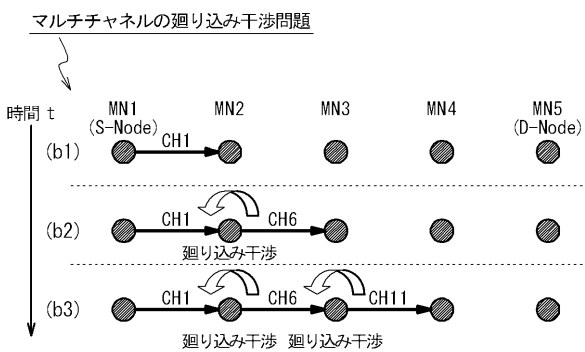 マルチチャネルの廻り込み干渉問題
時間 t
MN1 MN2 MN3 MN4 MN5
(S-Node) (D-Node)
(b1) CH1
(b2) CH1 CH6
廻り込み干渉
(b3) CH1 CH6 CH11
廻り込み干渉 廻り込み干渉